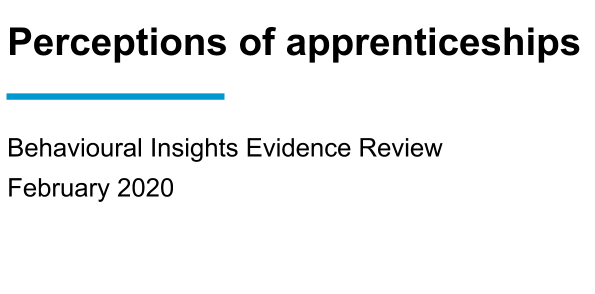 Perceptions of apprenticeships
Behavioural Insights Evidence Review
February 2020